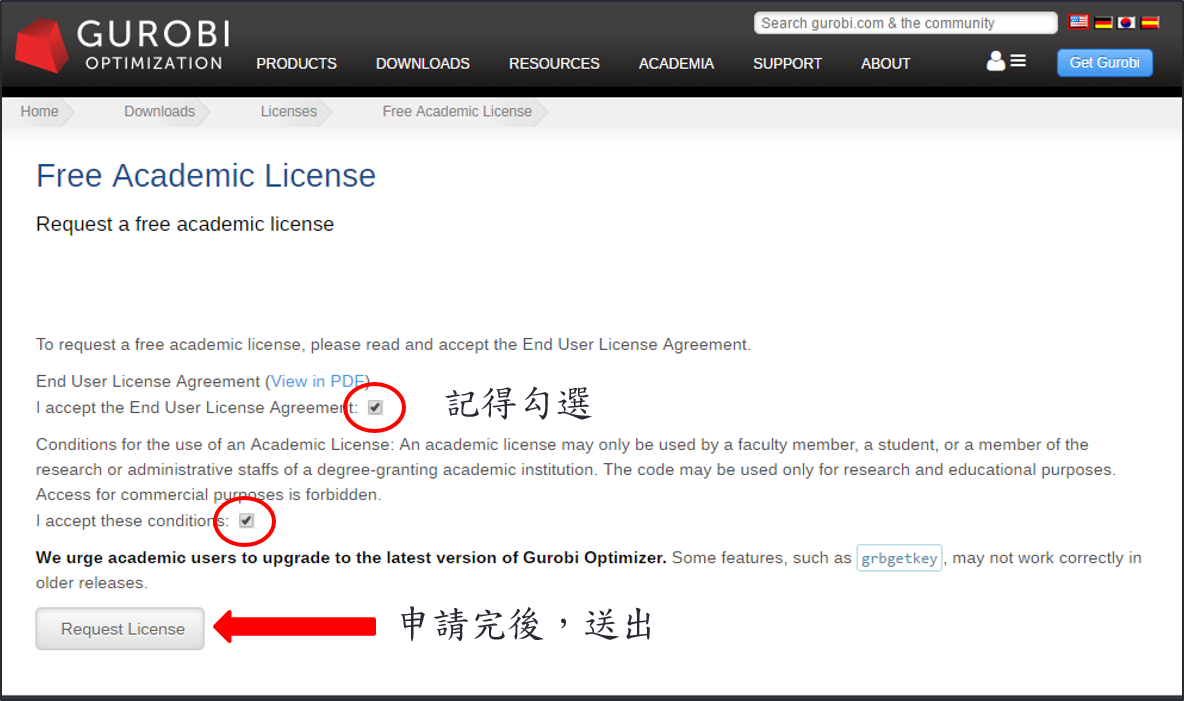 GUROBI
OPTIMIZATION
Search gurobi.com & the community
PRODUCTS DOWNLOADS RESOURCES ACADEMIA SUPPORT ABOUT Get Gurobi
Home Downloads Licenses Free Academic License
Free Academic License
Request a free academic license
To request a free academic license, please read and accept the End User License Agreement.
End User License Agreement (View in PDF)
I accept the End User License Agreement: 記得勾選
Conditions for the use of an Academic License: An academic license may only be used by a faculty member, a student, or a member of the
research or administrative staffs of a degree-granting academic institution. The code may be used only for research and educational purposes.
Access for commercial purposes is forbidden.
I accept these conditions:
We urge academic users to upgrade to the latest version of Gurobi Optimizer. Some features, such as grbgetkey, may not work correctly in
older releases.
Request License 申請完後，送出